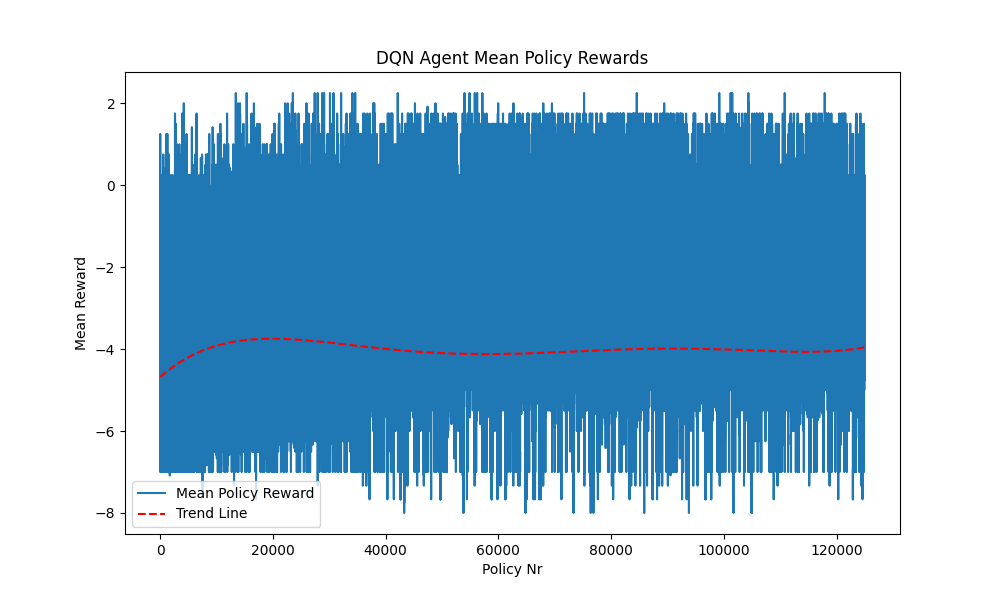 DQN Agent Mean Policy Rewards
Mean Reward
2
0
−2
−4
−6
−8
Mean Policy Reward
Trend Line
0
20000
40000
60000
80000
100000
120000
Policy Nr